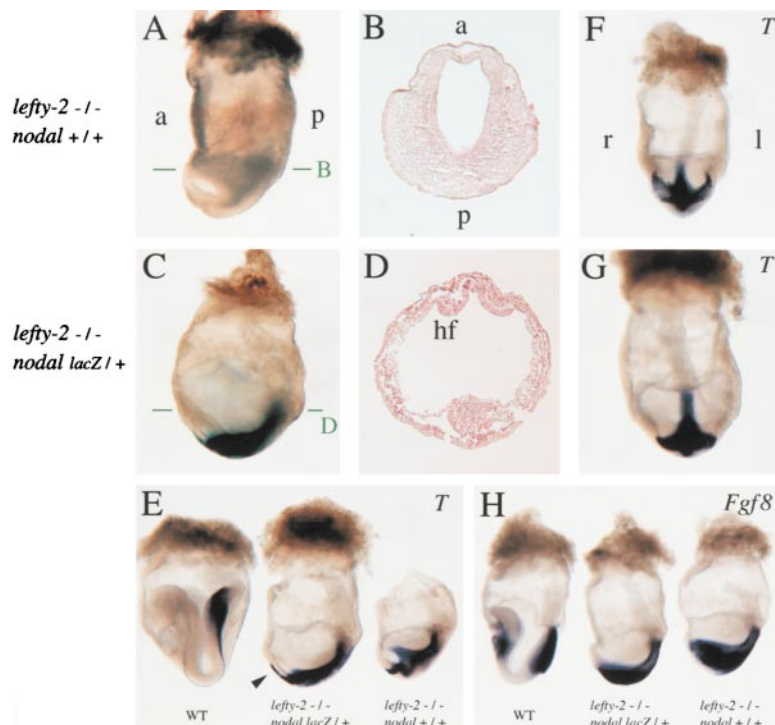 A
B
a
F
T
lefty-2 -/-
nodal +/+
a
p
B
r
l
p
C
D
G
T
lefty-2 -/-
nodal lacZ / +
hf
D
E
T
H
Fgf8
WT
lefty-2 -/-
nodal lacZ / +
lefty-2 -/-
nodal +/+
WT
lefty-2 -/-
nodal lacZ / +
lefty-2 -/-
nodal +/+